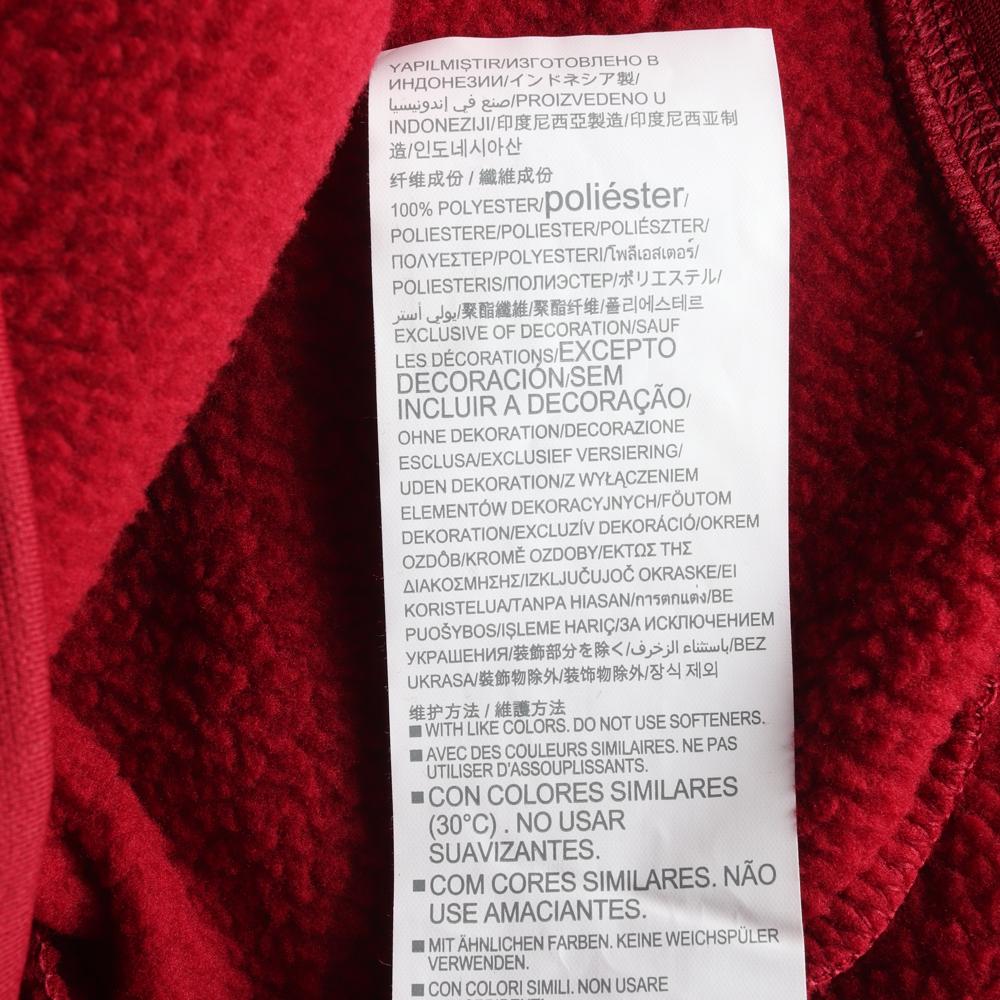 YAPILMIŞTIR/ИЗГОТОВЛЕНО В
ИНДОНЕЗИИ/インドネシア製/
صنع في إندونيسيا/PROIZVEDENO U
INDONEZIJI/印度尼西亞製造/印度尼西亚制
造/인도네시아산
纤维成份 / 纖維成份
100% POLYESTER/poliéster/
POLIESTERE/POLIESTER/POLIÉSZTER/
ΠΟΛΥΕΣΤΕΡ/POLYESTERI/โพลีเอสเตอร์/
POLIESTERIS/ПОЛИЭСТЕР/ポリエステル/
بولي أستر/聚酯纖維/聚酯纤维/폴리에스테르
EXCLUSIVE OF DECORATION/SAUF
LES DÉCORATIONS/EXCEPTO
DECORACIÓN/SEM
INCLUIR A DECORAÇÃO/
OHNE DEKORATION/DECORAZIONE
ESCLUSA/EXCLUSIEF VERSIERING/
UDEN DEKORATION/Z WYŁĄCZENIEM
ELEMENTÓW DEKORACYJNYCH/FÖUTOM
DEKORATION/EXCLUZÍV DEKORÁCIÓ/OKREM
OZDÔB/KROMĚ OZDOBY/ΕΚΤΩΣ ΤΗΣ
ΔΙΑΚΟΣΜΗΣΗΣ/IZKLJUČUJOČ OKRASKE/EI
KORISTELUA/TANPA HIASAN/การตกแต่ง/BE
PUOŠYBOS/IŞLEME HARIÇ/ЗА ИСКЛЮЧЕНИЕМ
УКРАШЕНИЯ/装飾部分を除く/باستثناء الزخرف/BEZ
UKRASA/裝飾物除外/装饰物除外/장식 제외
维护方法 / 維護方法
■ WITH LIKE COLORS. DO NOT USE SOFTENERS.
■ AVEC DES COULEURS SIMILAIRES. NE PAS
UTILISER D'ASSOUPLISSANTS.
■ CON COLORES SIMILARES
(30°C) . NO USAR
SUAVIZANTES.
■ COM CORES SIMILARES. NÃO
USE AMACIANTES.
■ MIT ÄHNLICHEN FARBEN. KEINE WEICHSPÜLER
VERWENDEN.
■ CON COLORI SIMILI. NON USARE